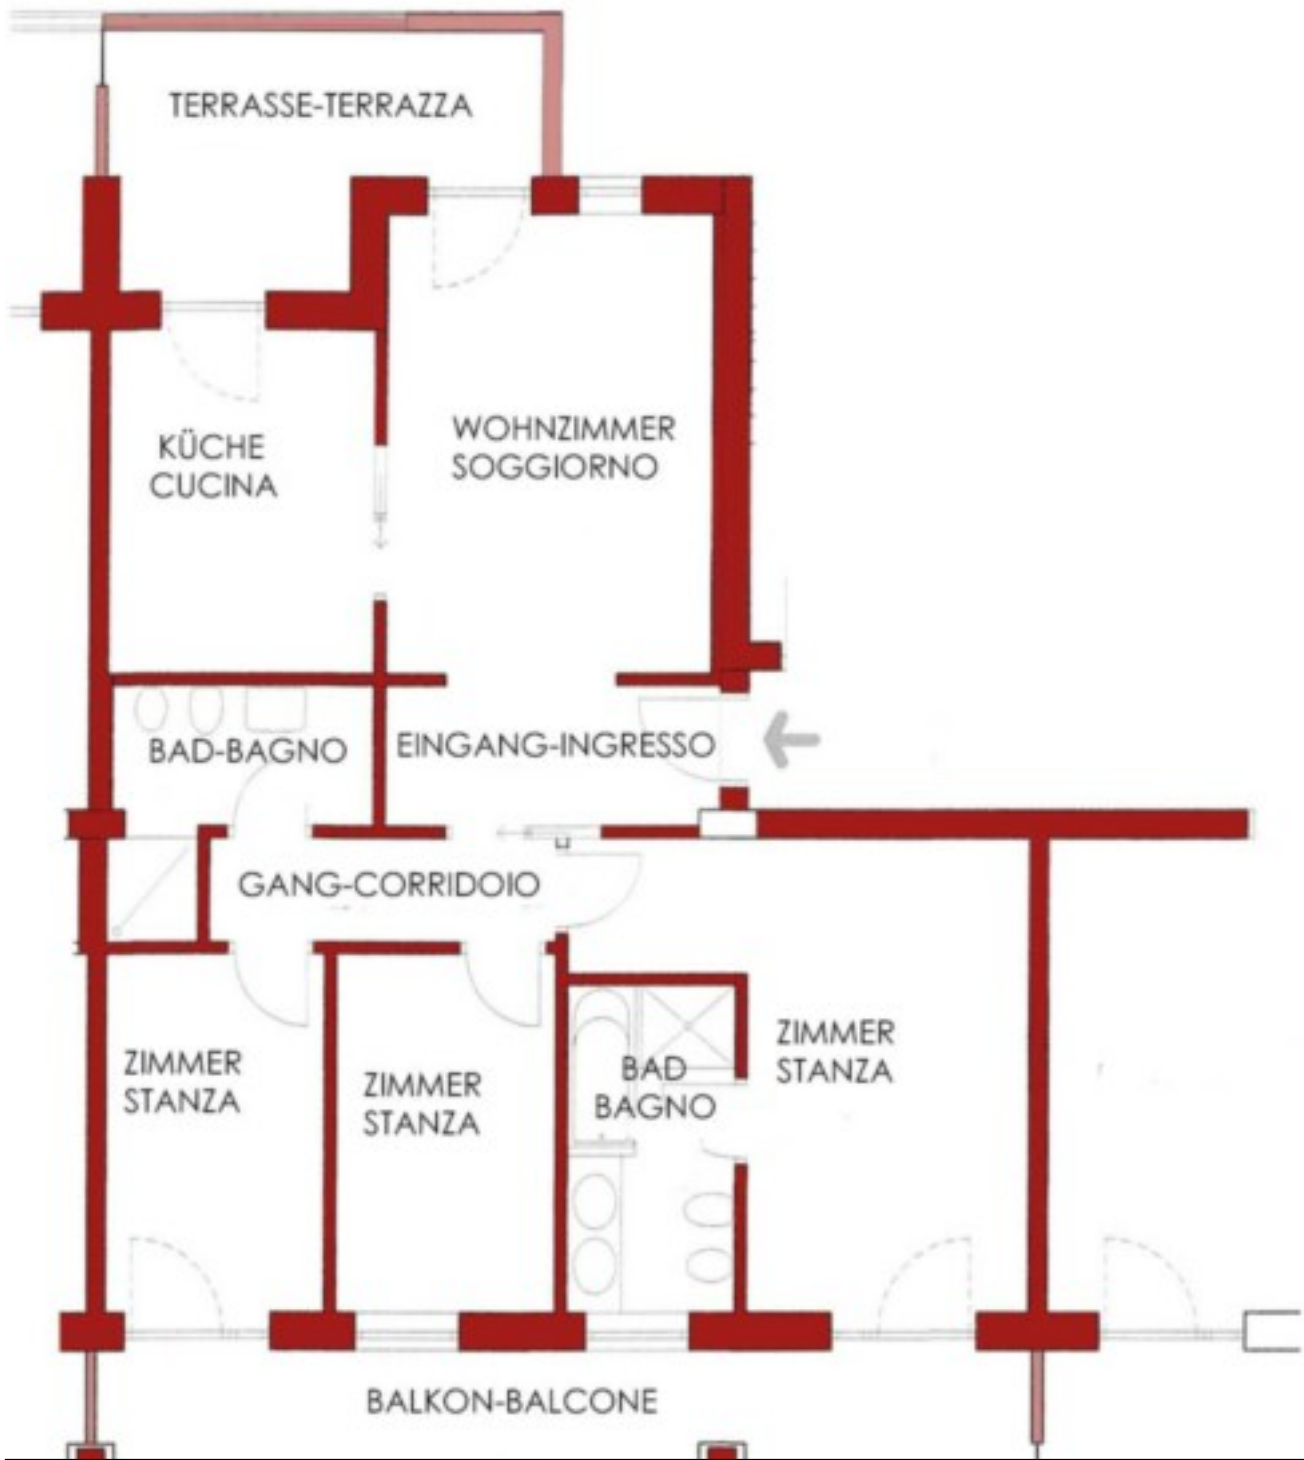 TERRASSE-TERRAZZA
KÜCHE
CUCINA
WOHNZIMMER
SOGGIORNO
BAD-BAGNO
EINGANG-INGRESSO
GANG-CORRIDOIO
ZIMMER
STANZA
ZIMMER
STANZA
BAD
BAGNO
ZIMMER
STANZA
BALKON-BALCONE